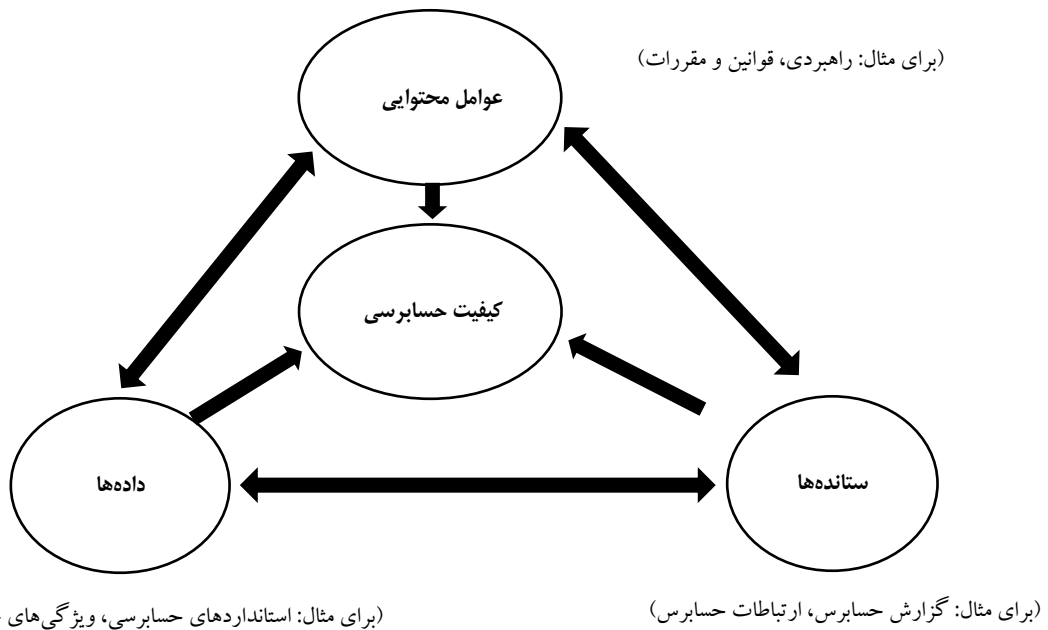 (برای مثال: راهبردی، قوانین و مقررات)
عوامل محتوایی
کیفیت حسابرسی
داده‌ها
ستانده‌ها
(برای مثال: گزارش حسابرس، ارتباطات حسابرس)
(برای مثال: استانداردهای حسابرسی، ویژگی‌های